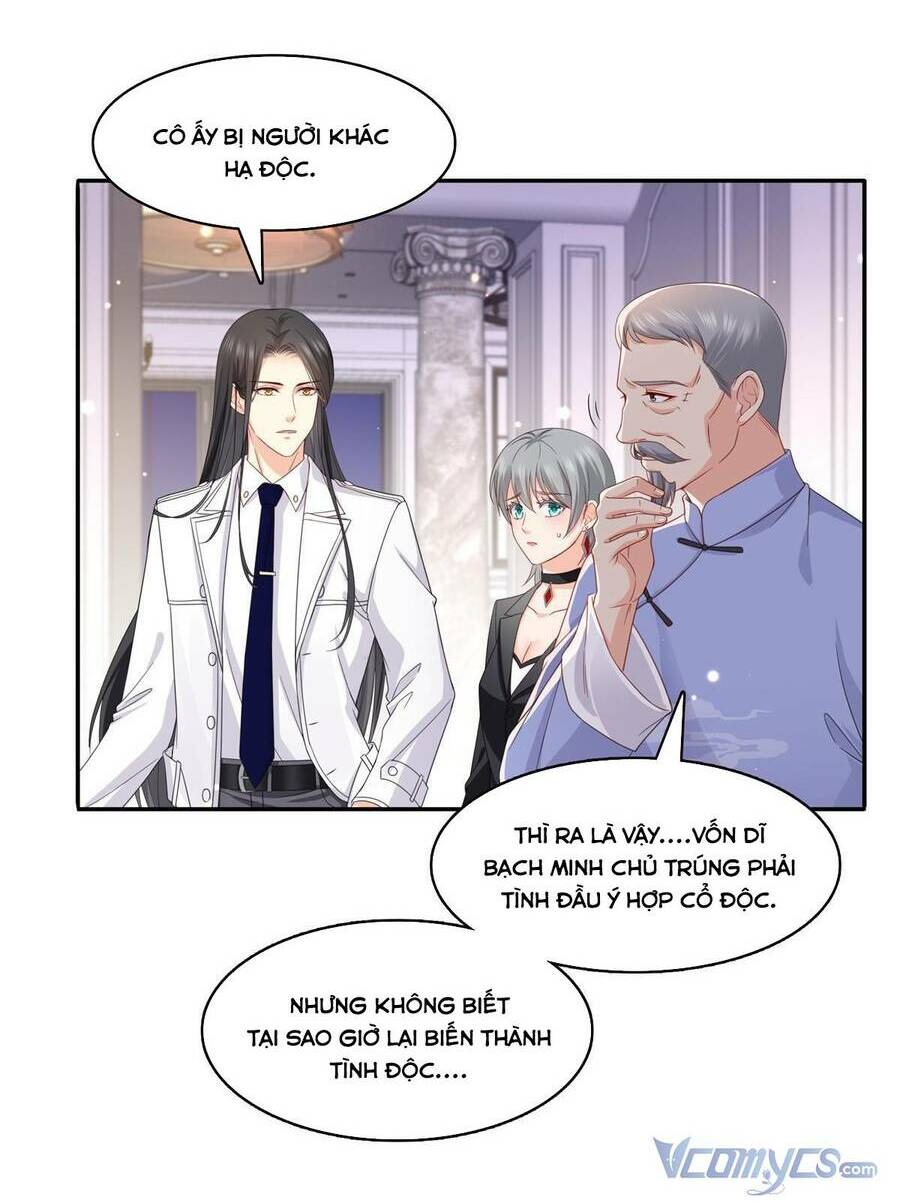 CÔ ẤY BỊ NGƯỜI KHÁC
HẠ ĐỘC.
THÌ RA LÀ VẬY....VỐN DĨ
BẠCH MINH CHỦ TRÚNG PHẢI
TÌNH ĐẦU Ý HỢP CỔ ĐỘC.
NHƯNG KHÔNG BIẾT
TẠI SAO GIỜ LẠI BIẾN THÀNH
TÌNH ĐỘC....
VCOMYCS.com